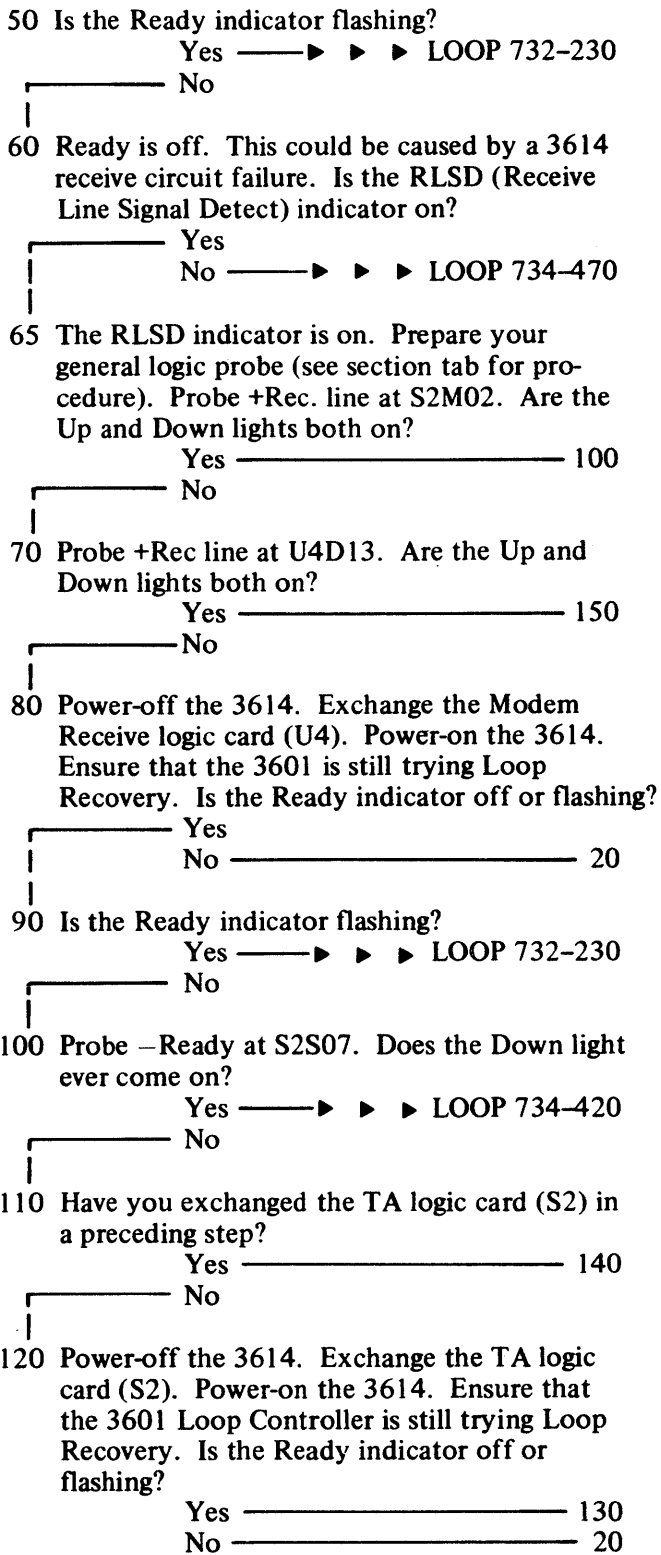 50 Is the Ready indicator flashing?
Yes ▶ ▶ ▶ LOOP 732–230
No
60 Ready is off. This could be caused by a 3614
receive circuit failure. Is the RLSD (Receive
Line Signal Detect) indicator on?
Yes
No ▶ ▶ ▶ LOOP 734–470
65 The RLSD indicator is on. Prepare your
general logic probe (see section tab for pro-
cedure). Probe +Rec. line at S2M02. Are the
Up and Down lights both on?
Yes 100
No
70 Probe +Rec line at U4D13. Are the Up and
Down lights both on?
Yes 150
No
80 Power-off the 3614. Exchange the Modem
Receive logic card (U4). Power-on the 3614.
Ensure that the 3601 is still trying Loop
Recovery. Is the Ready indicator off or flashing?
Yes
No 20
90 Is the Ready indicator flashing?
Yes ▶ ▶ ▶ LOOP 732–230
No
100 Probe –Ready at S2S07. Does the Down light
ever come on?
Yes ▶ ▶ ▶ LOOP 734–420
No
110 Have you exchanged the TA logic card (S2) in
a preceding step?
Yes 140
No
120 Power-off the 3614. Exchange the TA logic
card (S2). Power-on the 3614. Ensure that
the 3601 Loop Controller is still trying Loop
Recovery. Is the Ready indicator off or
flashing?
Yes 130
No 20